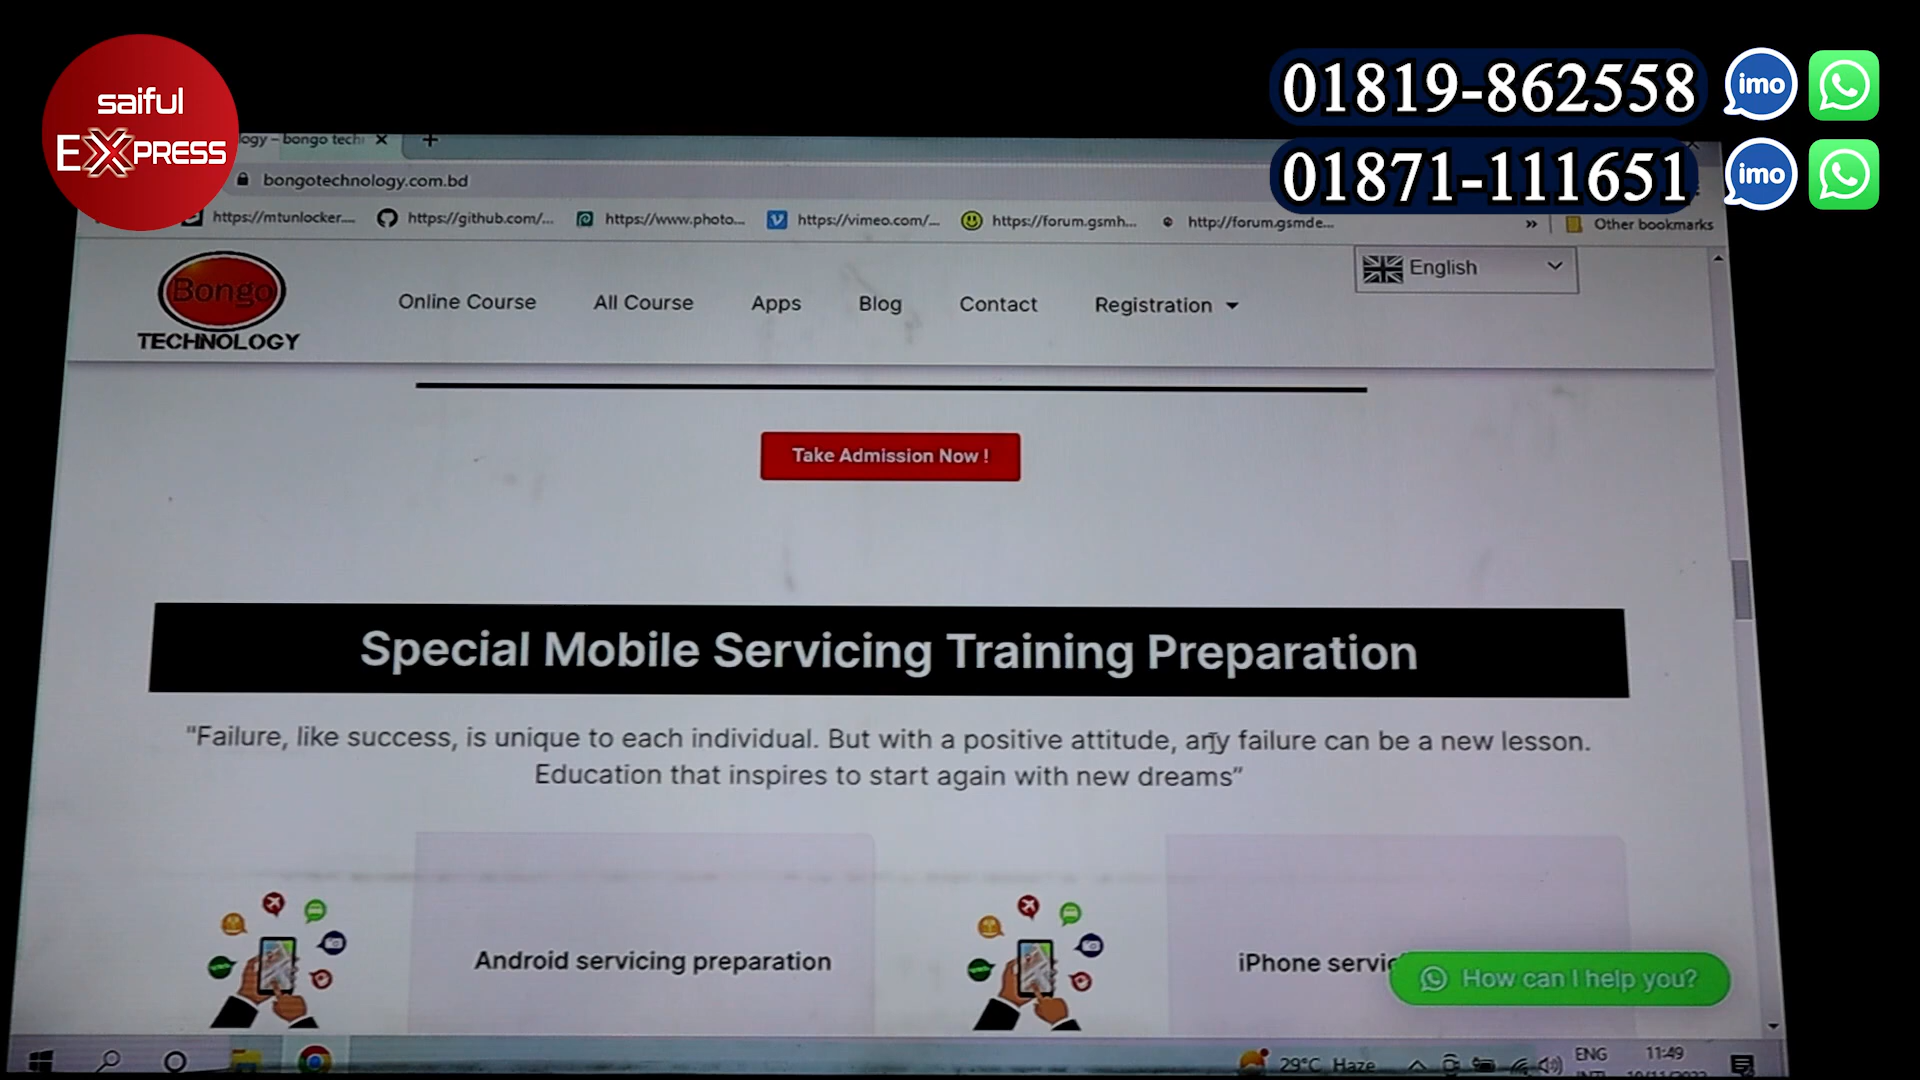 saiful
EXPRESS
01819-862558
imo
01871-111651
imo
bongo tech
bongotechnology.com.bd
https://mtunlocker....
https://github.com/...
https://www.photo...
https://vimeo.com/...
https://forum.gsmh...
http://forum.gsmde...
»
Other bookmarks
Bongo
TECHNOLOGY
Online Course
All Course
Apps
Blog
Contact
Registration
English
Take Admission Now !
Special Mobile Servicing Training Preparation
"Failure, like success, is unique to each individual. But with a positive attitude, any failure can be a new lesson.
Education that inspires to start again with new dreams”
Android servicing preparation
iPhone servic
How can I help you?
29°C Haze
ENG
11:49